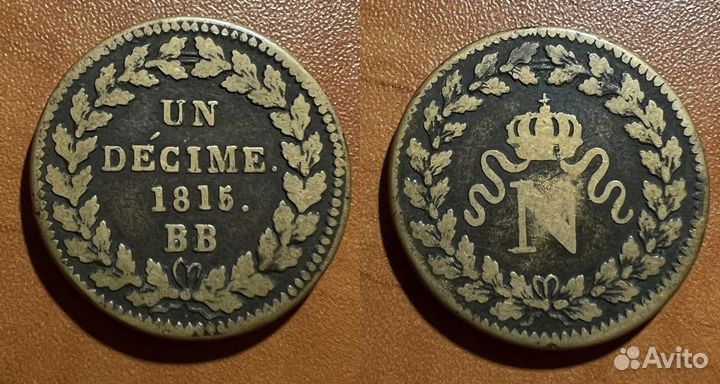 UN
DÉCIME.
1815.
BB
N
Avito